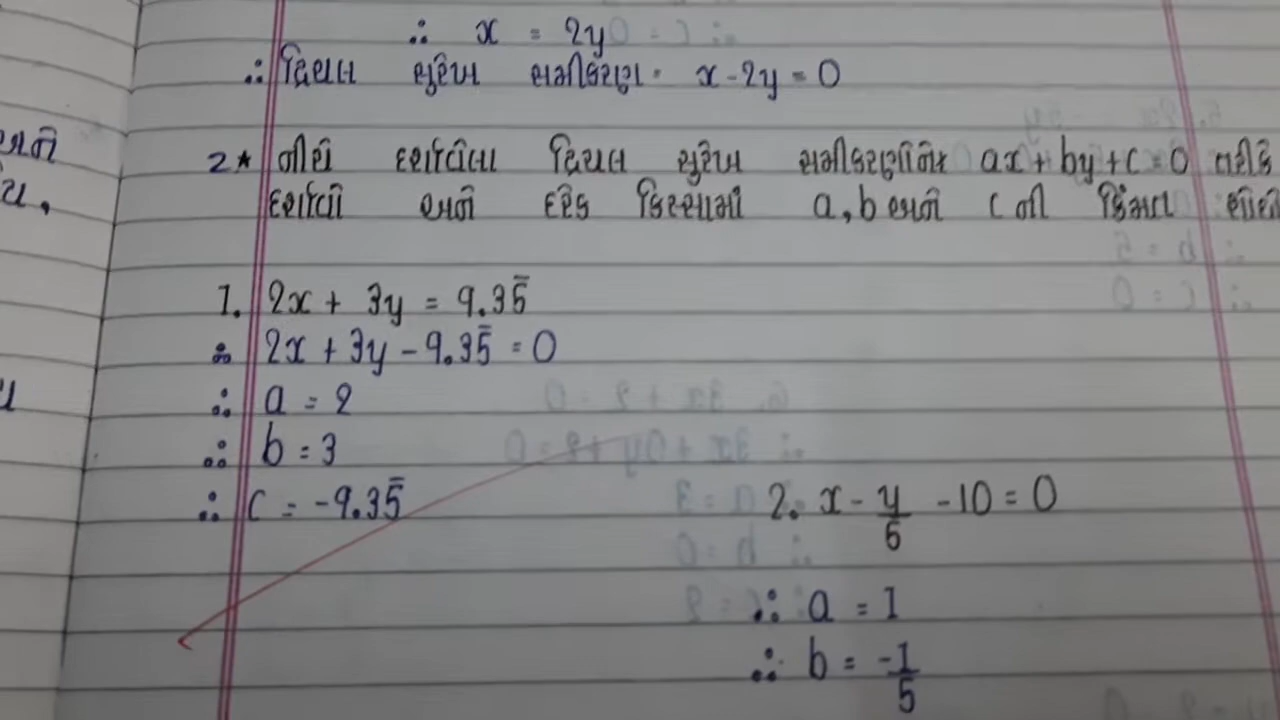 ∴ x = 2y
∴ દ્વિચલ સુરેખ સમીકરણ. x - 2y = 0
અને
2* નીચે દર્શાવેલા દ્વિચલ સુરેખ સમીકરણોને ax + by + c = 0 તરીકે
દર્શાવો અને દરેક કિસ્સામાં a, b અને c ની કિંમત શોધો
1. 2x + 3y = 9.35̅
∴ 2x + 3y - 9.35̅ = 0
∴ a = 2
∴ b = 3
∴ c = -9.35̅
2. x - y/5 - 10 = 0
∴ a = 1
∴ b = -1/5